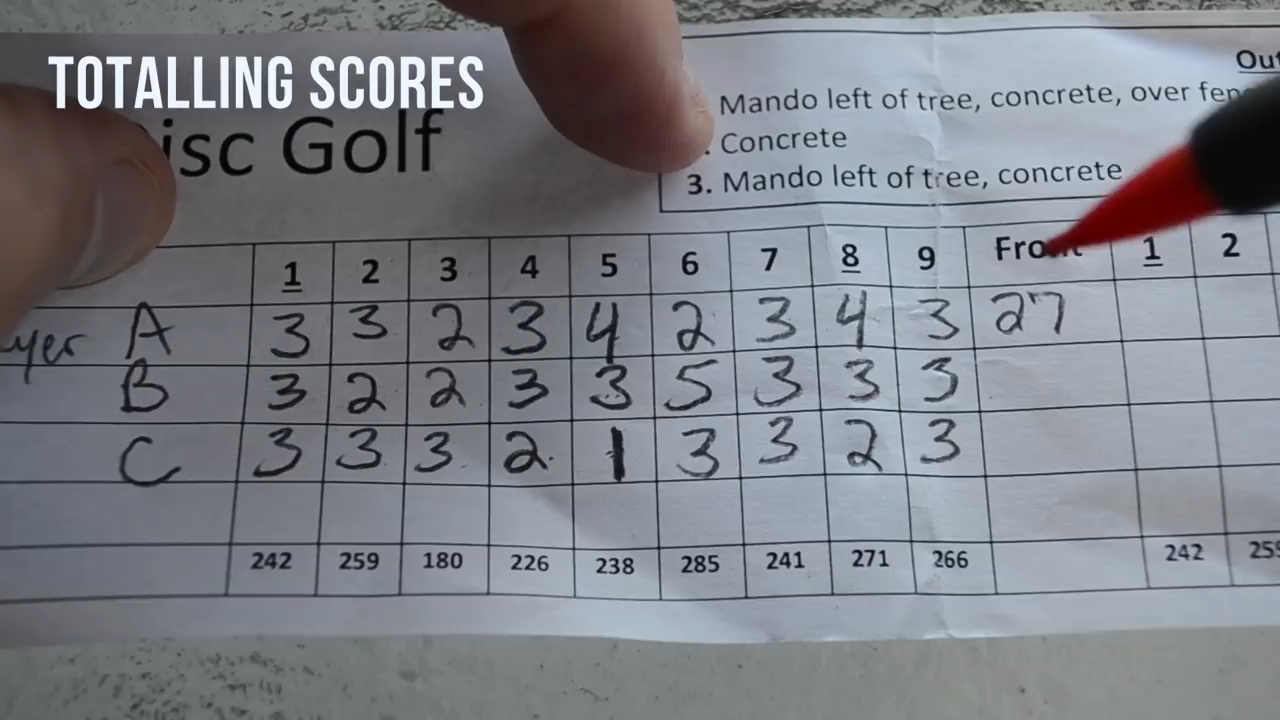 TOTALLING SCORES
isc Golf
Mando left of tree, concrete, over fen
. Concrete
3. Mando left of tree, concrete
1 2 3 4 5 6 7 8 9 Front 1 2
yer A 3 3 2 3 4 2 3 4 3 27
B 3 2 2 3 3 5 3 3 3
C 3 3 3 2 1 3 3 2 3
242 259 180 226 238 285 241 271 266 242